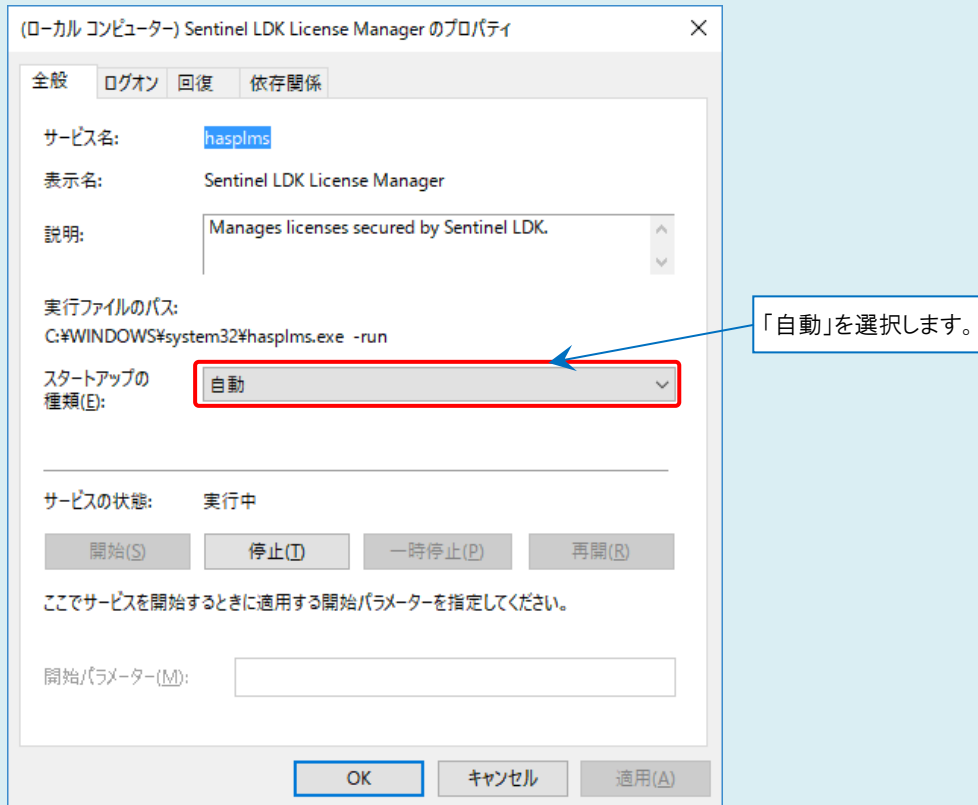 (ローカル コンピューター) Sentinel LDK License Manager のプロパティ
全般 ログオン 回復 依存関係
サービス名: hasplms
表示名: Sentinel LDK License Manager
説明: Manages licenses secured by Sentinel LDK.
実行ファイルのパス:
C:¥WINDOWS¥system32¥hasplms.exe -run
「自動」を選択します。
スタートアップの
種類(E): 自動
サービスの状態: 実行中
開始(S) 停止(T) 一時停止(P) 再開(R)
ここでサービスを開始するときに適用する開始パラメーターを指定してください。
開始パラメーター(M):
OK キャンセル 適用(A)